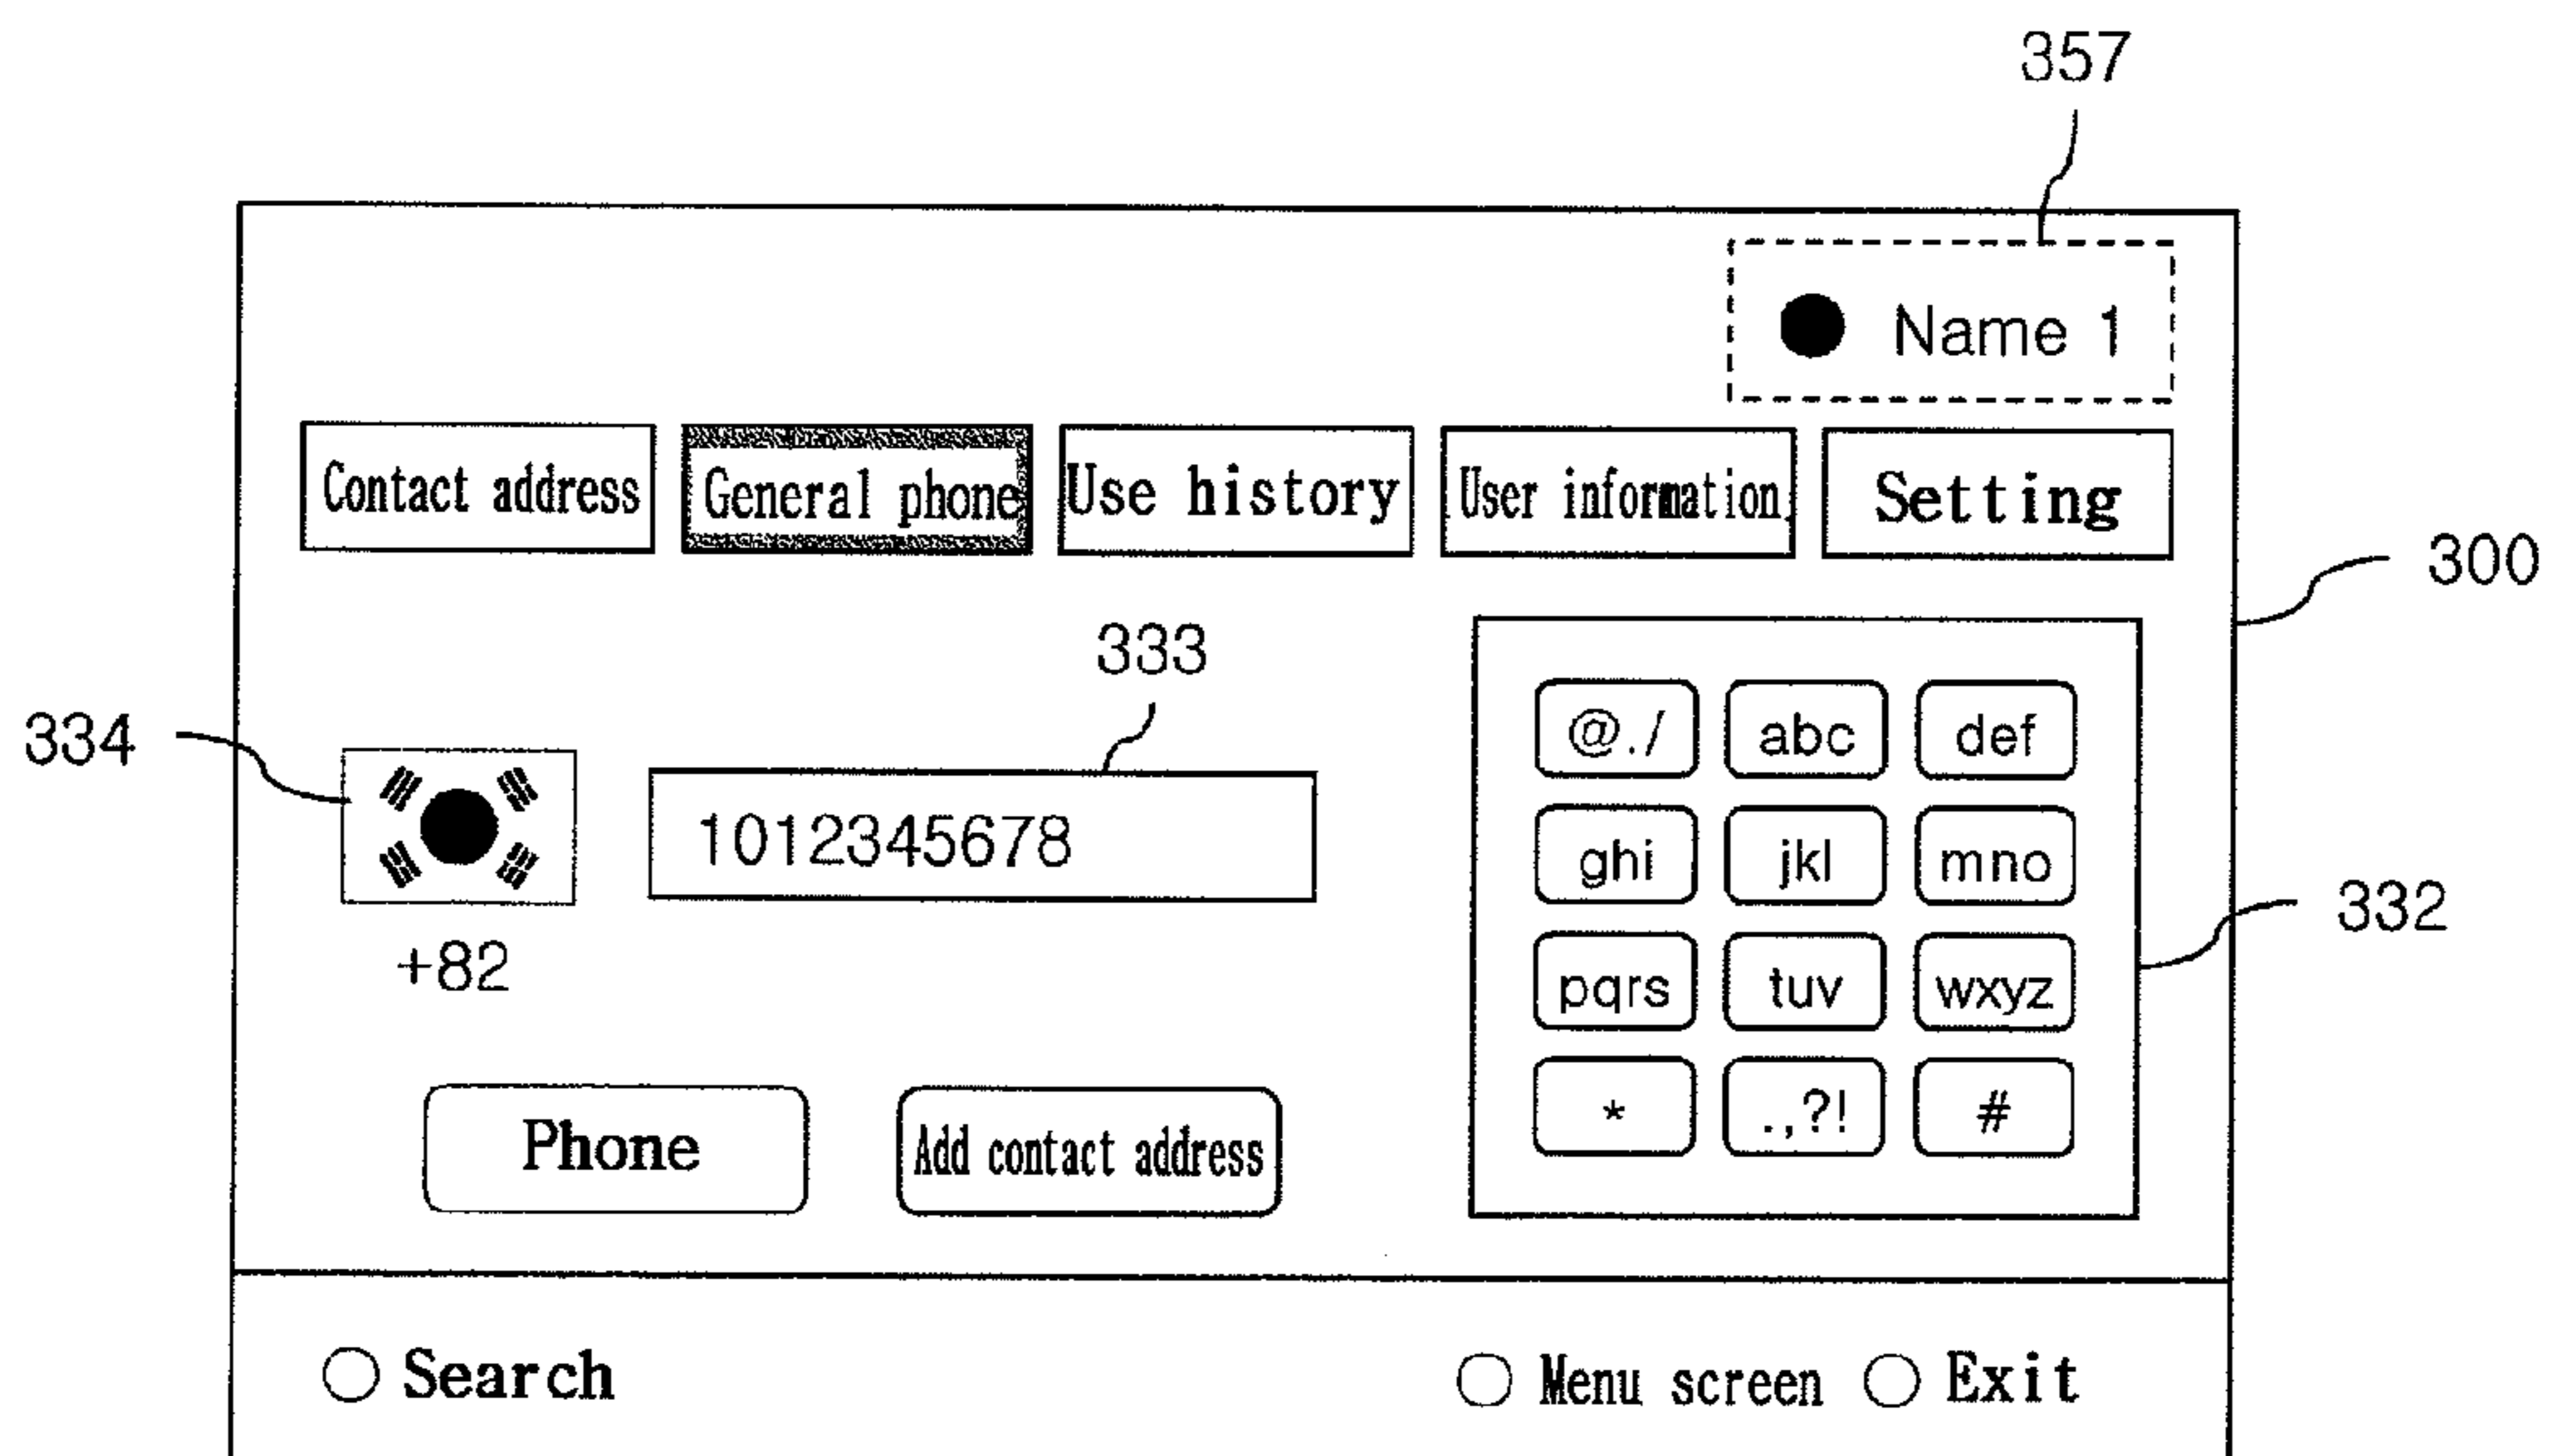 357
Name 1
Contact address General phone Use history User information Setting
300
333
334
1012345678
+82
@./ abc def
ghi jkl mno
332
pqrs tuv wxyz
* .,?! #
Phone Add contact address
Search Menu screen Exit